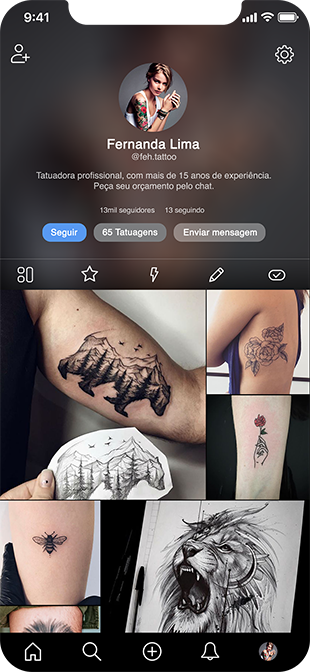 9:41
Fernanda Lima
@feh.tattoo
Tatuadora profissional, com mais de 15 anos de experiência.
Peça seu orçamento pelo chat.
13mil seguidores 13 seguindo
Seguir 65 Tatuagens Enviar mensagem